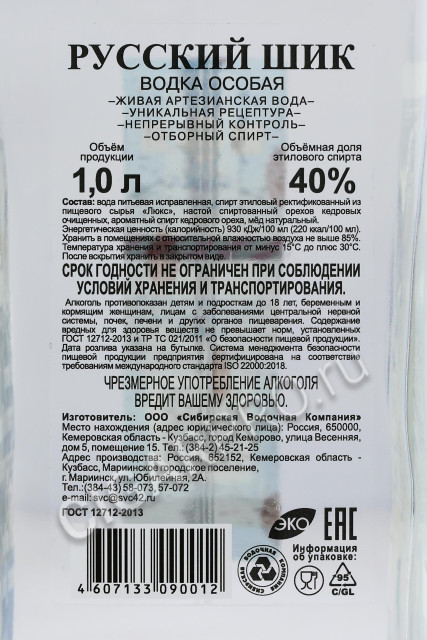 РУССКИЙ ШИК
ВОДКА ОСОБАЯ
–ЖИВАЯ АРТЕЗИАНСКАЯ ВОДА–
–УНИКАЛЬНАЯ РЕЦЕПТУРА–
–НЕПРЕРЫВНЫЙ КОНТРОЛЬ–
–ОТБОРНЫЙ СПИРТ–
Объём продукции
1,0 л
Объёмная доля этилового спирта
40%
Состав: вода питьевая исправленная, спирт этиловый ректификованный из
пищевого сырья «Люкс», настой спиртованный орехов кедровых
очищенных, ароматный спирт кедрового ореха, мёд натуральный.
Энергетическая ценность (калорийность) 930 кДж/100 мл (220 ккал/100 мл).
Хранить в помещениях с относительной влажностью воздуха не выше 85%.
Температура хранения и транспортирования от минус 15°С до плюс 30°С.
После вскрытия хранить в закрытом виде.
СРОК ГОДНОСТИ НЕ ОГРАНИЧЕН ПРИ СОБЛЮДЕНИИ
УСЛОВИЙ ХРАНЕНИЯ И ТРАНСПОРТИРОВАНИЯ.
Алкоголь противопоказан детям и подросткам до 18 лет, беременным и
кормящим женщинам, лицам с заболеваниями центральной нервной
системы, почек, печени и других органов пищеварения. Содержание
вредных для здоровья веществ не превышает норм, установленных
ГОСТ 12712-2013 и ТР ТС 021/2011 «О безопасности пищевой продукции».
Дата розлива указана на бутылке. Система менеджмента безопасности
пищевой продукции предприятия сертифицирована на соответствие
требованиям международного стандарта ISO 22000:2018.
ЧРЕЗМЕРНОЕ УПОТРЕБЛЕНИЕ АЛКОГОЛЯ
ВРЕДИТ ВАШЕМУ ЗДОРОВЬЮ.
Изготовитель: ООО «Сибирская Водочная Компания»
Место нахождения (адрес юридического лица): Россия, 650000,
Кемеровская область - Кузбасс, город Кемерово, улица Весенняя,
дом 5, помещение 15. Тел.: (384-2) 45-21-25
Адрес производства: Россия, 652152, Кемеровская область -
Кузбасс, Мариинское городское поселение,
г. Мариинск, ул. Юбилейная, 2А.
Тел.:(384-43) 58-073, 57-072
e-mail:svc@svc42.ru
ГОСТ 12712-2013
ЭКО
EAC
Информация
об упаковке:
СИБИРСКАЯ ВОДОЧНАЯ КОМПАНИЯ
95
C/GL
4 607133 090012